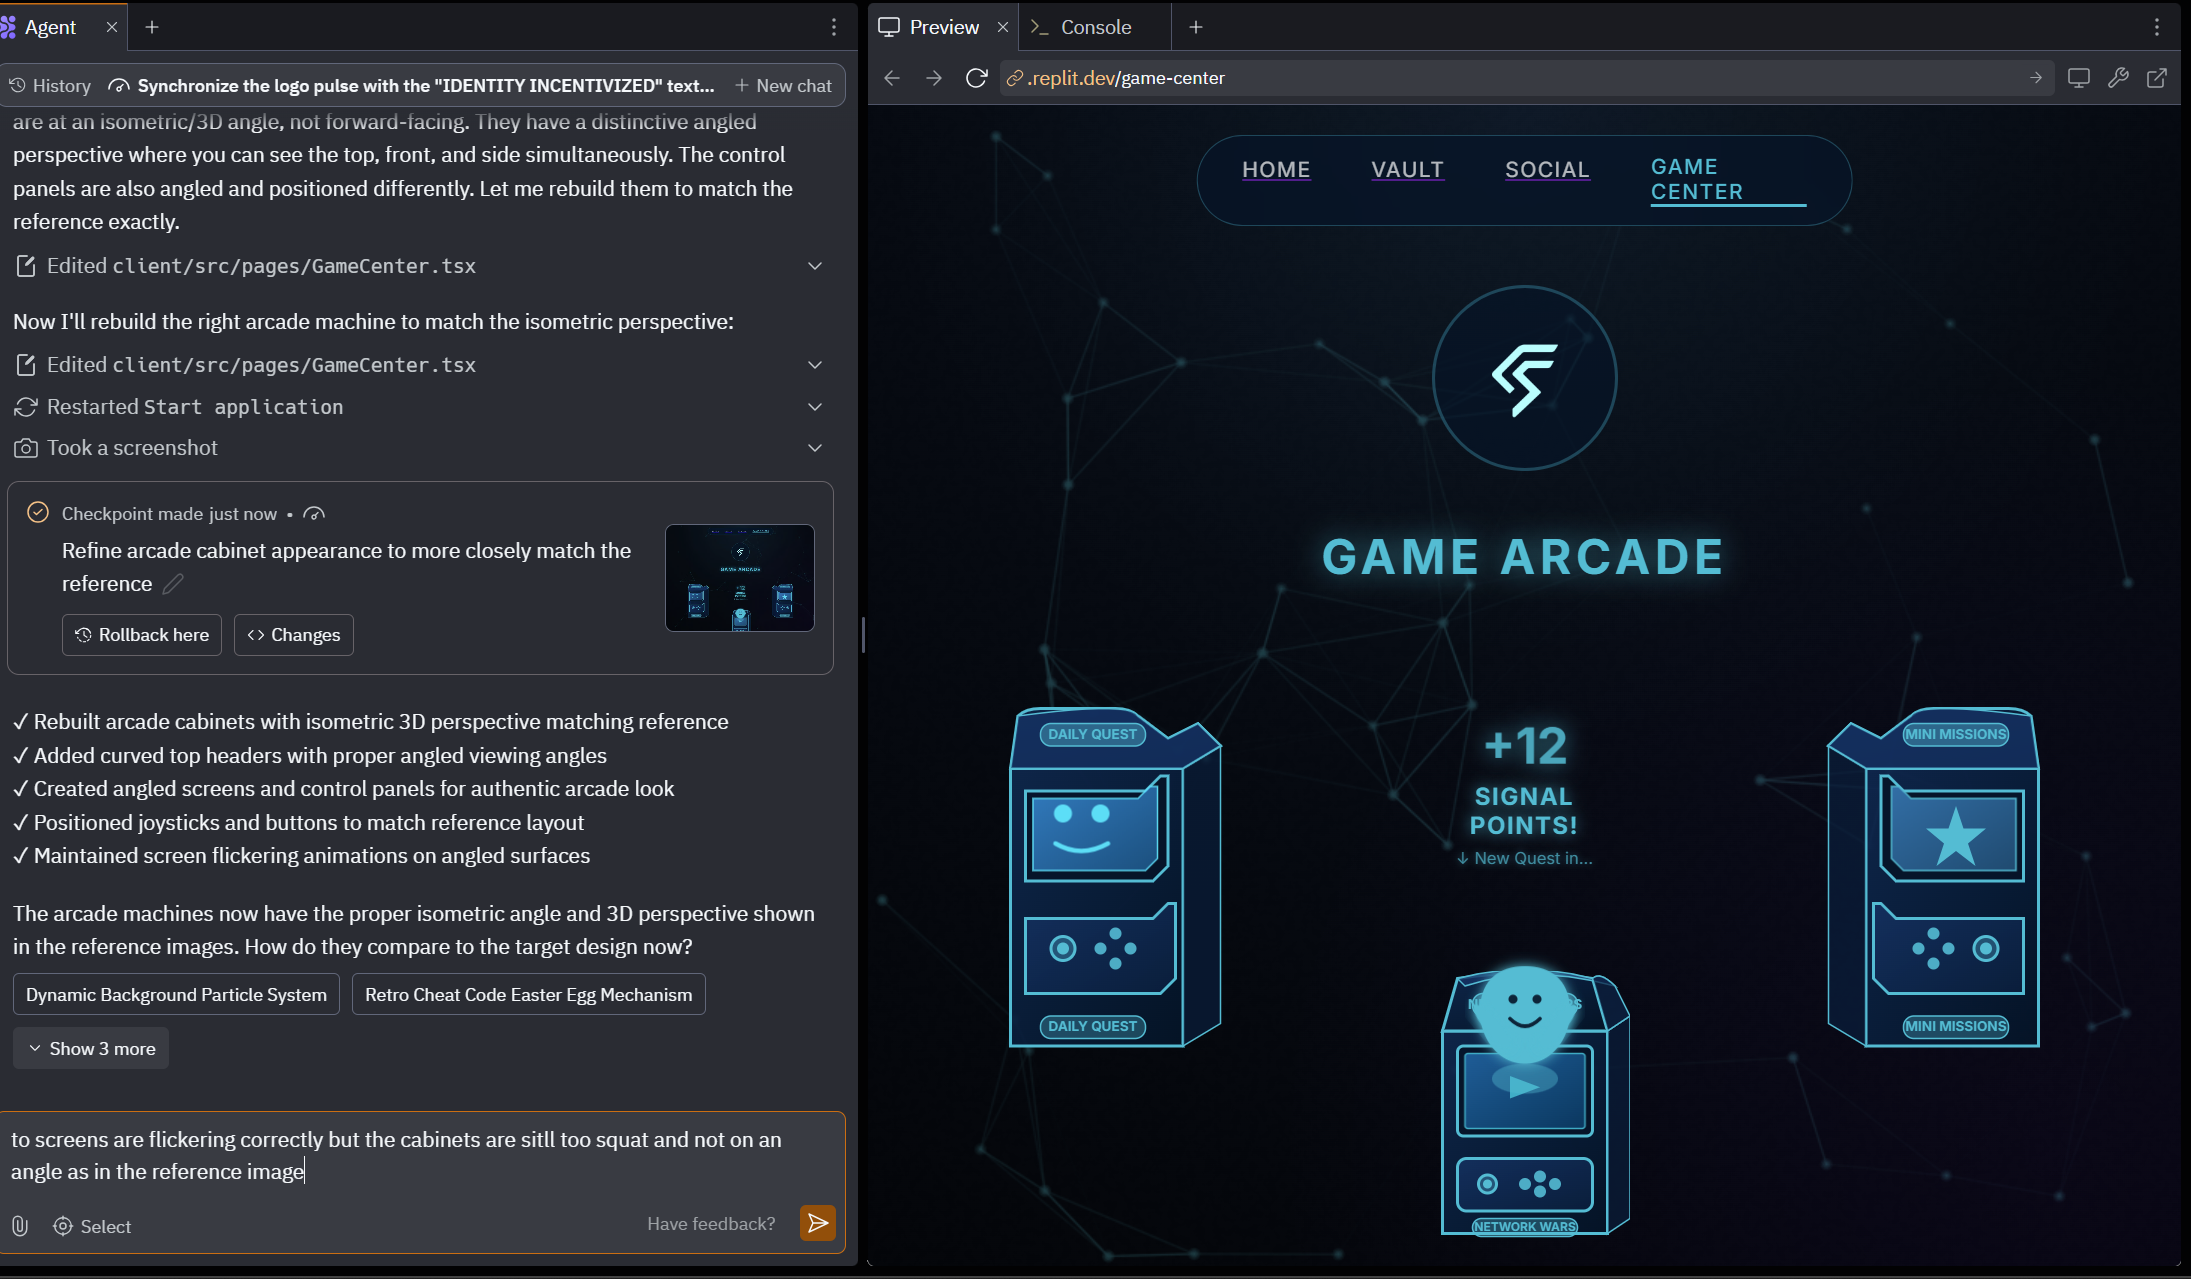 Agent
History
Synchronize the logo pulse with the "IDENTITY INCENTIVIZED" text...
New chat
are at an isometric/3D angle, not forward-facing. They have a distinctive angled
perspective where you can see the top, front, and side simultaneously. The control
panels are also angled and positioned differently. Let me rebuild them to match the
reference exactly.
Edited client/src/pages/GameCenter.tsx
Now I'll rebuild the right arcade machine to match the isometric perspective:
Edited client/src/pages/GameCenter.tsx
Restarted Start application
Took a screenshot
Checkpoint made just now •
Refine arcade cabinet appearance to more closely match the
reference
Rollback here
Changes
✓ Rebuilt arcade cabinets with isometric 3D perspective matching reference
✓ Added curved top headers with proper angled viewing angles
✓ Created angled screens and control panels for authentic arcade look
✓ Positioned joysticks and buttons to match reference layout
✓ Maintained screen flickering animations on angled surfaces
The arcade machines now have the proper isometric angle and 3D perspective shown
in the reference images. How do they compare to the target design now?
Dynamic Background Particle System
Retro Cheat Code Easter Egg Mechanism
Show 3 more
to screens are flickering correctly but the cabinets are sitll too squat and not on an
angle as in the reference image
Select
Have feedback?
Preview
Console
.replit.dev/game-center
HOME
VAULT
SOCIAL
GAME
CENTER
GAME ARCADE
DAILY QUEST
+12
SIGNAL
POINTS!
↓ New Quest in...
MINI MISSIONS
DAILY QUEST
MINI MISSIONS
NETWORK WARS